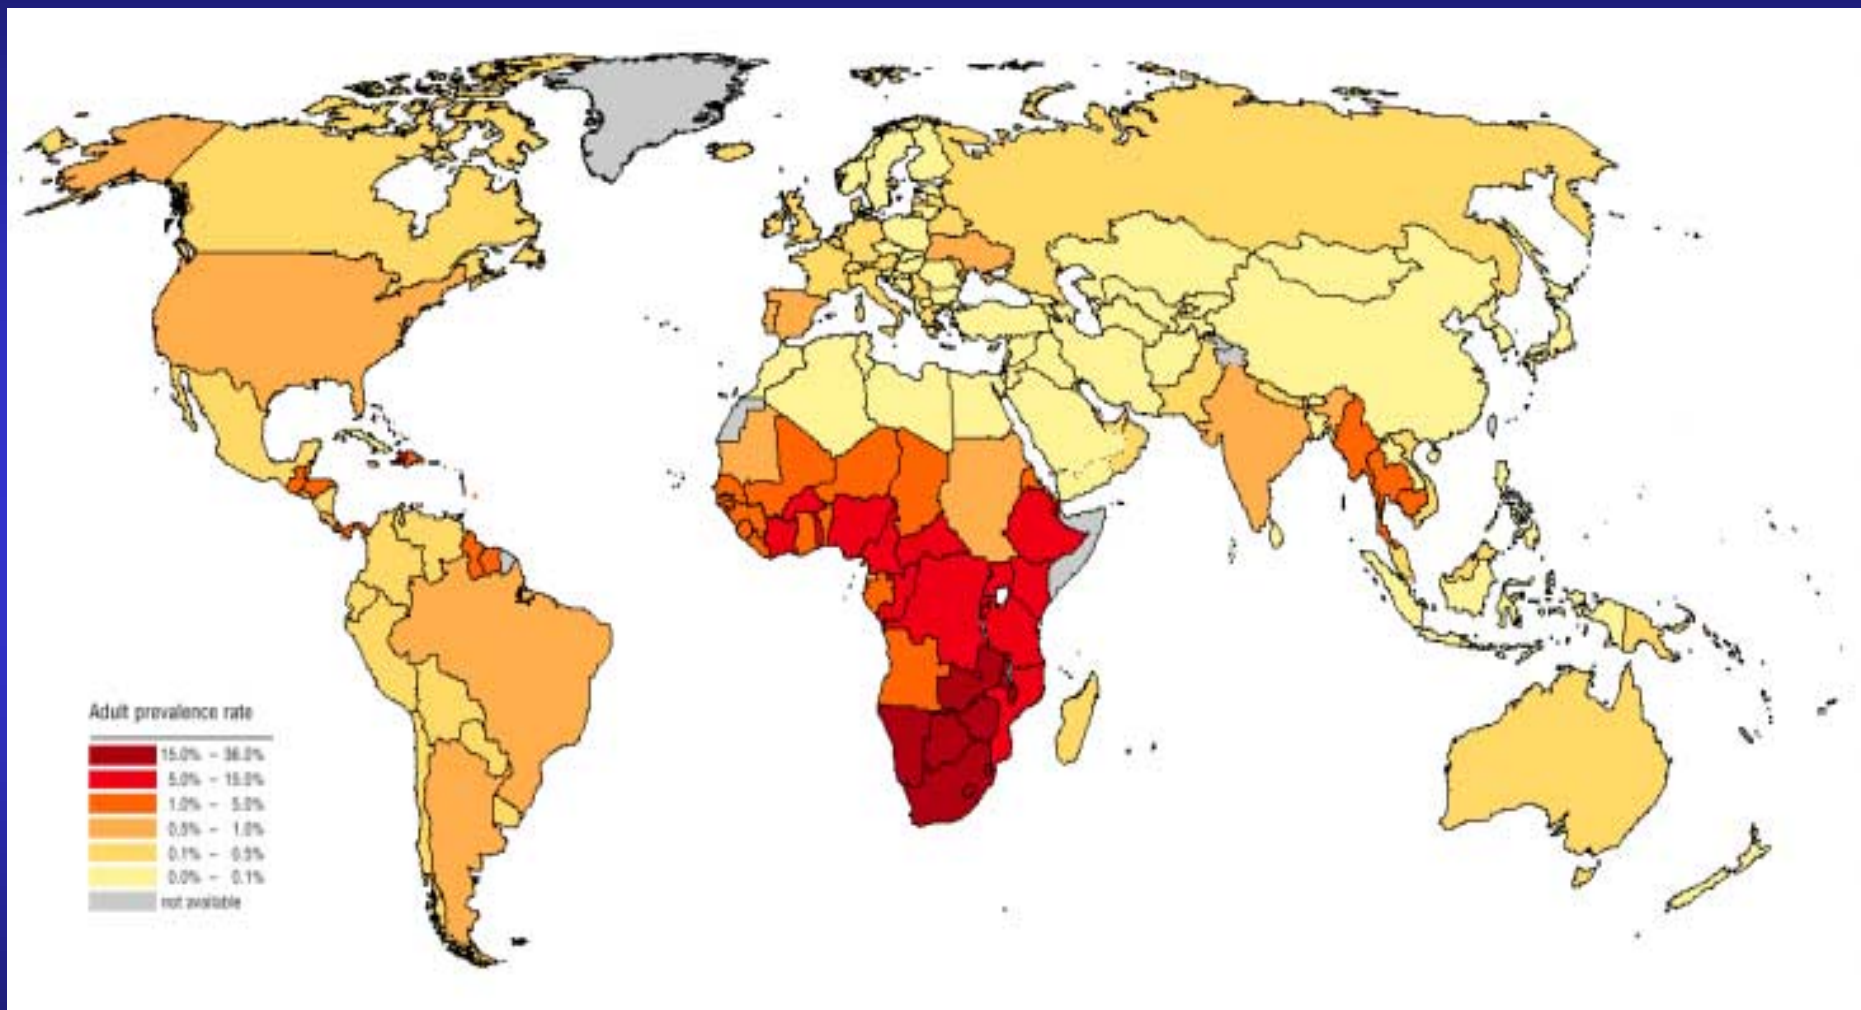 Adult prevalence rate
15.0% – 36.0%
5.0% – 15.0%
1.0% – 5.0%
0.5% – 1.0%
0.1% – 0.5%
0.0% – 0.1%
not available